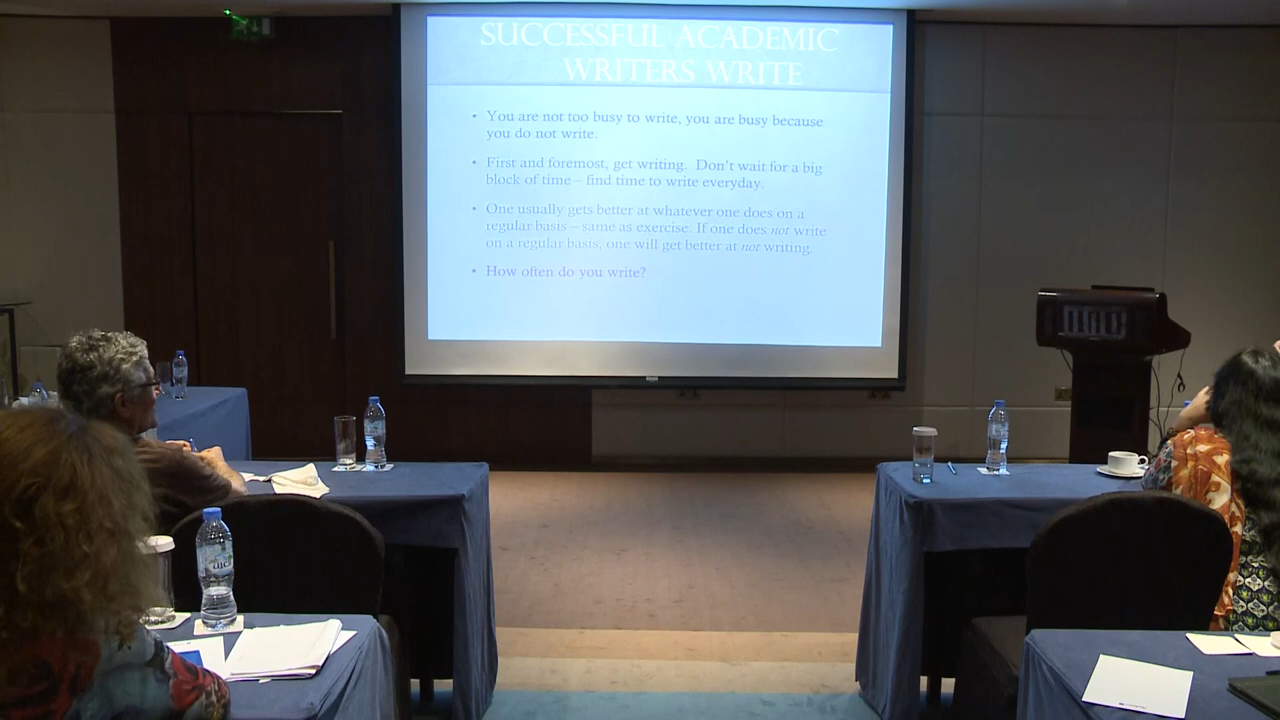 SUCCESSFUL ACADEMIC
WRITERS WRITE
• You are not too busy to write, you are busy because
you do not write.
• First and foremost, get writing. Don't wait for a big
block of time – find time to write everyday.
• One usually gets better at whatever one does on a
regular basis – same as exercise. If one does not write
on a regular basis, one will get better at not writing.
• How often do you write?